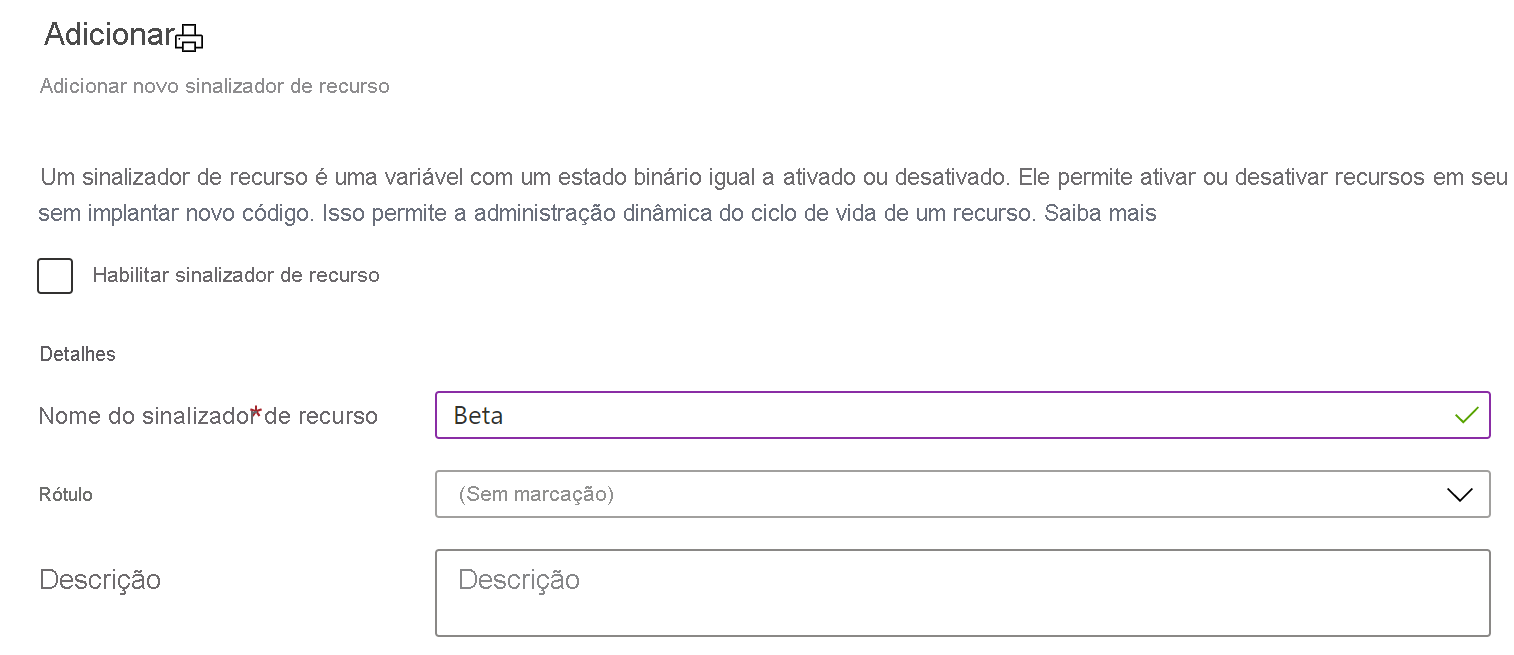 Adicionar
Adicionar novo sinalizador de recurso
Um sinalizador de recurso é uma variável com um estado binário igual a ativado ou desativado. Ele permite ativar ou desativar recursos em seu
sem implantar novo código. Isso permite a administração dinâmica do ciclo de vida de um recurso. Saiba mais
Habilitar sinalizador de recurso
Detalhes
Nome do sinalizador* de recurso Beta
Rótulo (Sem marcação)
Descrição Descrição